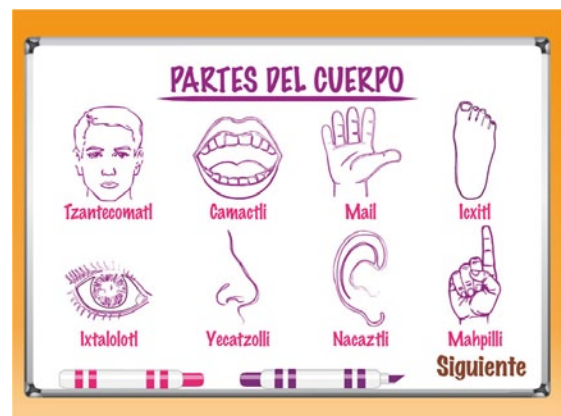 PARTES DEL CUERPO
Tzantecomatl Camactli Mail Icxitl
Ixtalolotl Yecatzolli Nacaztli Mahpilli
Siguiente